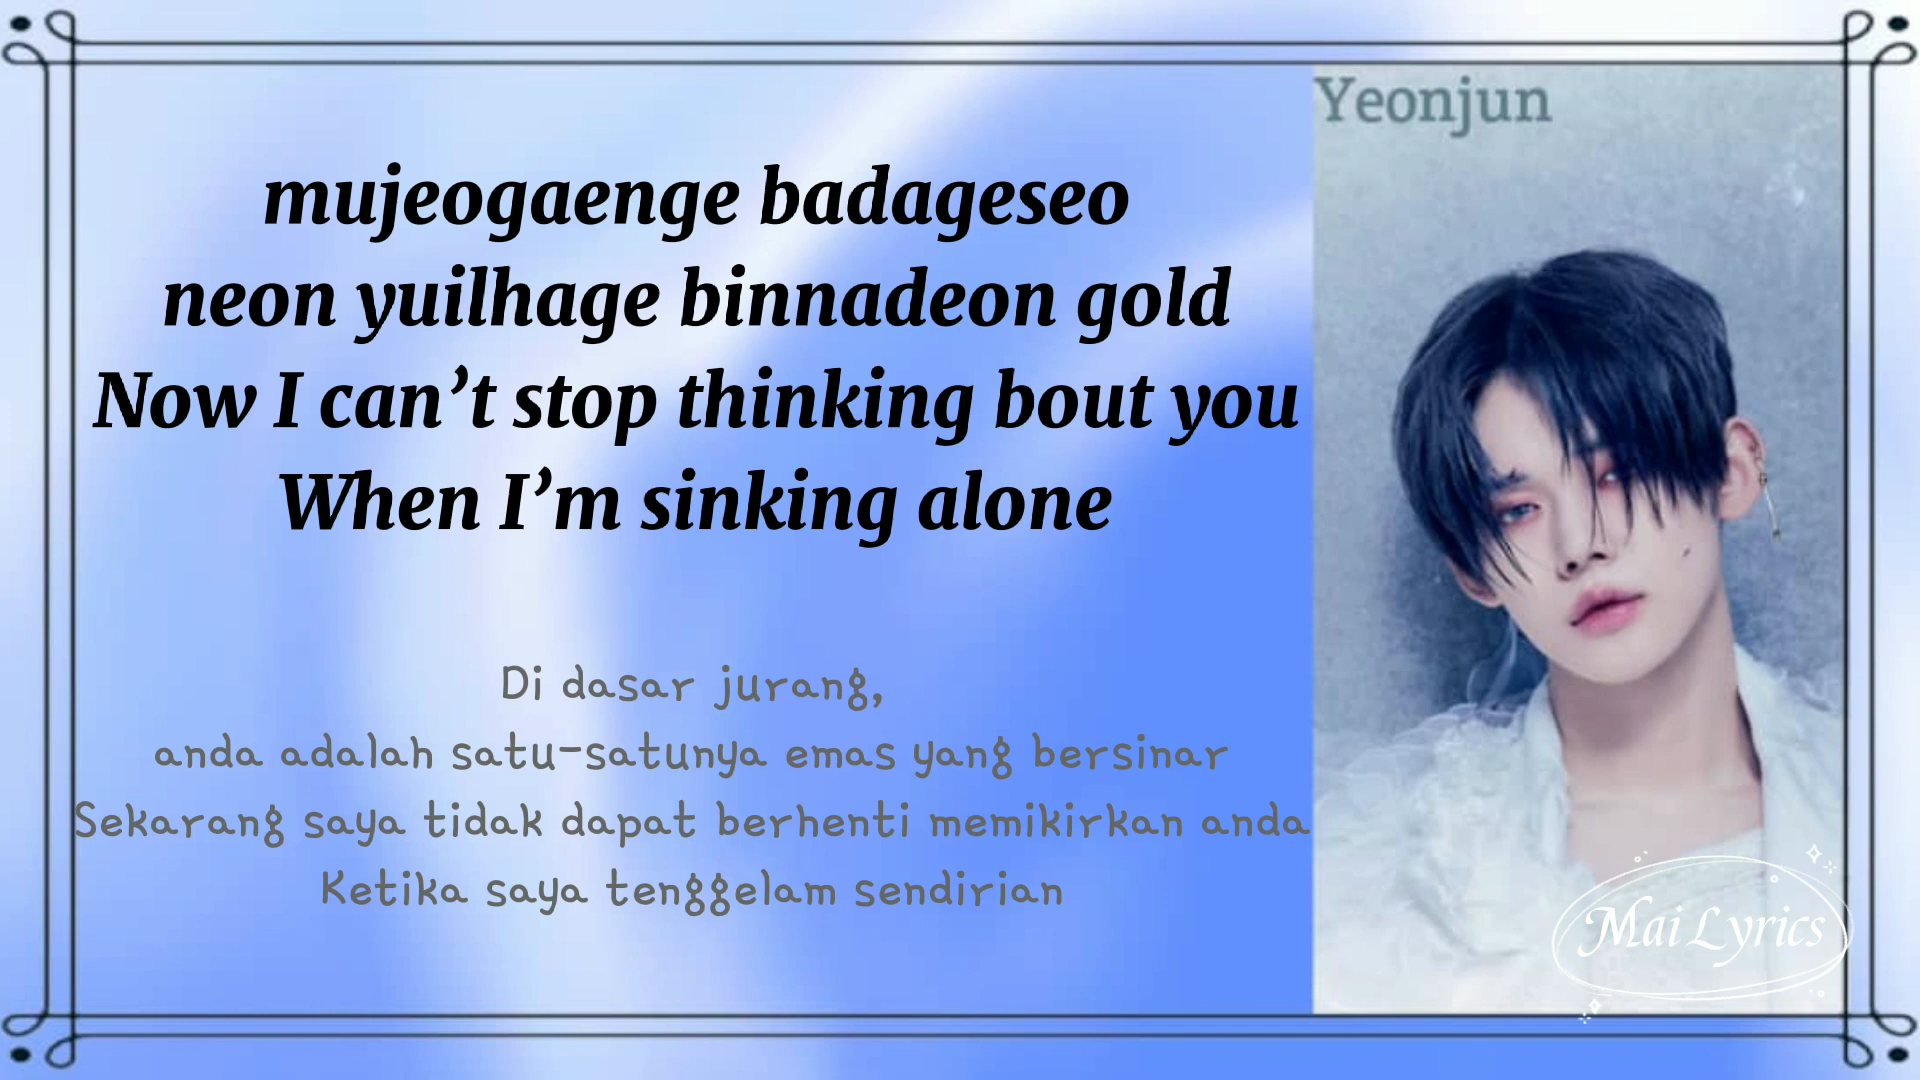 Yeonjun
mujeogaenge badageseo
neon yuilhage binnadeon gold
Now I can’t stop thinking bout you
When I’m sinking alone
Di dasar jurang,
anda adalah satu-satunya emas yang bersinar
Sekarang saya tidak dapat berhenti memikirkan anda
Ketika saya tenggelam sendirian
Mai Lyrics